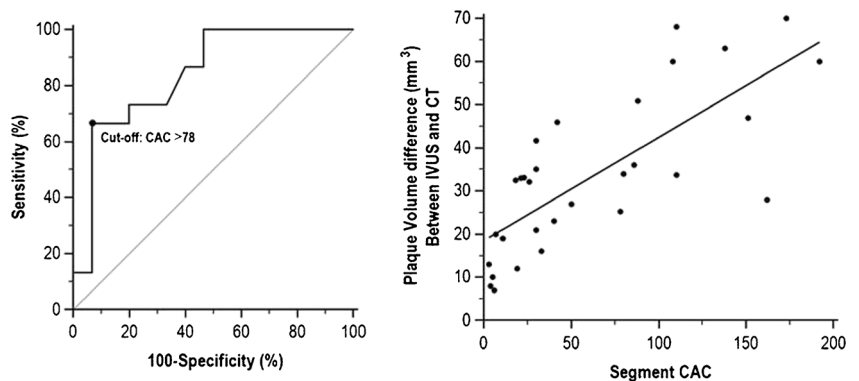 100
80
60
40
20
0
Sensitivity (%)
Cut-off: CAC >78
0 20 40 60 80 100
100-Specificity (%)
70
60
50
40
30
20
10
0
Plaque Volume difference (mm³)
Between IVUS and CT
0 50 100 150 200
Segment CAC